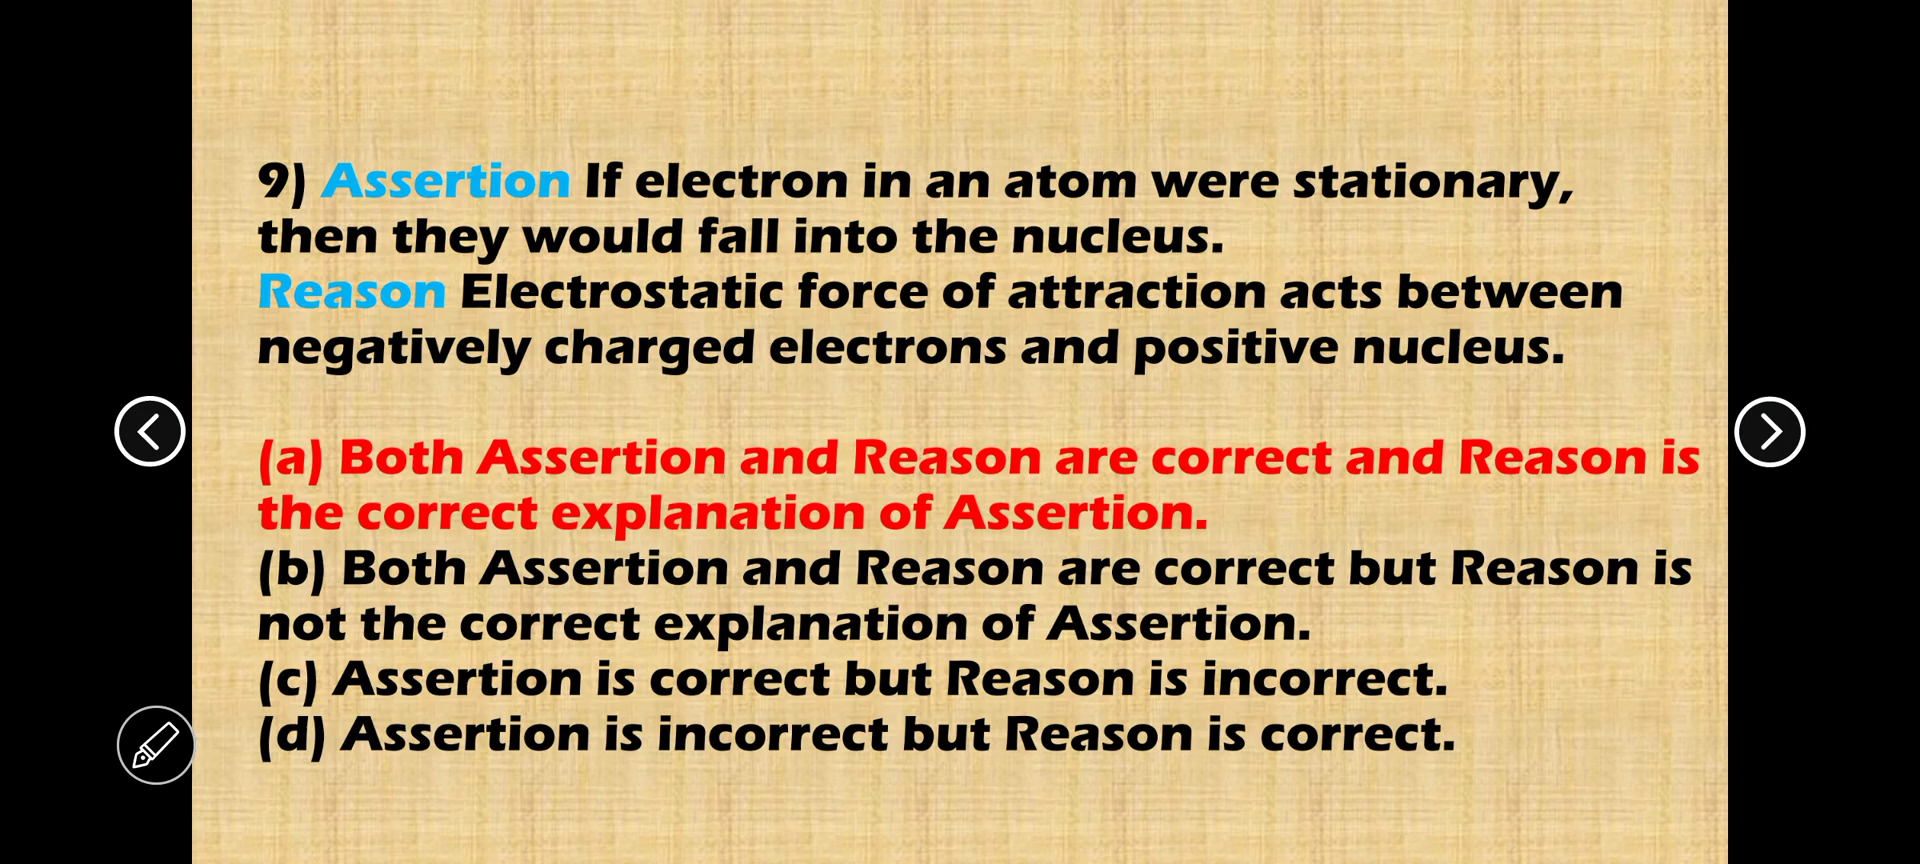 9) Assertion If electron in an atom were stationary,
then they would fall into the nucleus.
Reason Electrostatic force of attraction acts between
negatively charged electrons and positive nucleus.
(a) Both Assertion and Reason are correct and Reason is
the correct explanation of Assertion.
(b) Both Assertion and Reason are correct but Reason is
not the correct explanation of Assertion.
(c) Assertion is correct but Reason is incorrect.
(d) Assertion is incorrect but Reason is correct.